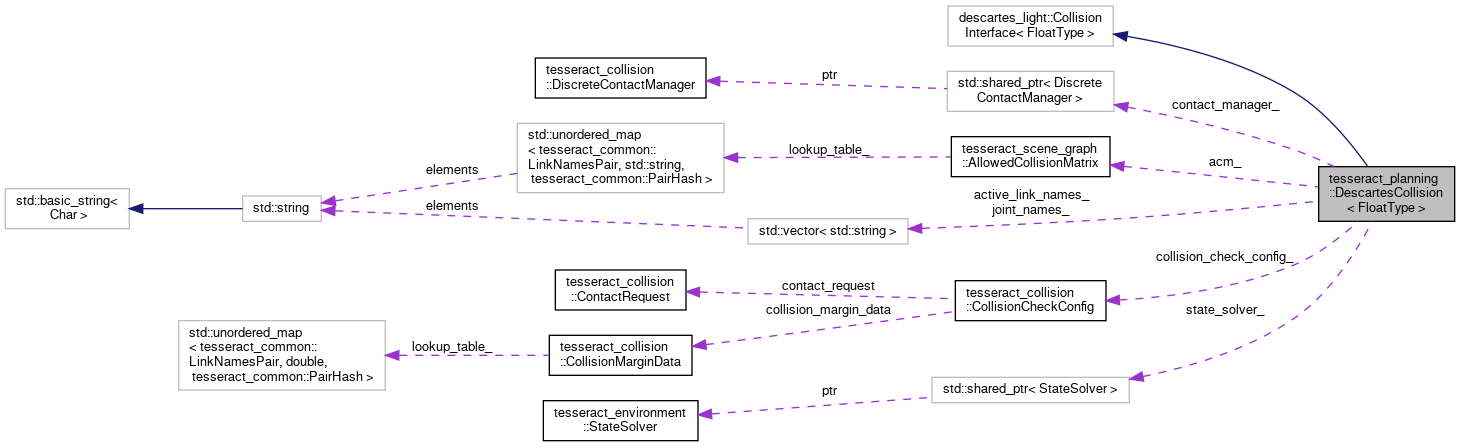 descartes_light::Collision
Interface< FloatType >
tesseract_collision
::DiscreteContactManager
ptr
std::shared_ptr< Discrete
ContactManager >
contact_manager_
std::unordered_map
< tesseract_common::
LinkNamesPair, std::string,
tesseract_common::PairHash >
lookup_table_
tesseract_scene_graph
::AllowedCollisionMatrix
acm_
tesseract_planning
::DescartesCollision
< FloatType >
elements
std::basic_string<
Char >
std::string
elements
std::vector< std::string >
active_link_names_
joint_names_
collision_check_config_
tesseract_collision
::ContactRequest
contact_request
tesseract_collision
::CollisionCheckConfig
collision_margin_data
state_solver_
std::unordered_map
< tesseract_common::
LinkNamesPair, double,
tesseract_common::PairHash >
lookup_table_
tesseract_collision
::CollisionMarginData
std::shared_ptr< StateSolver >
ptr
tesseract_environment
::StateSolver